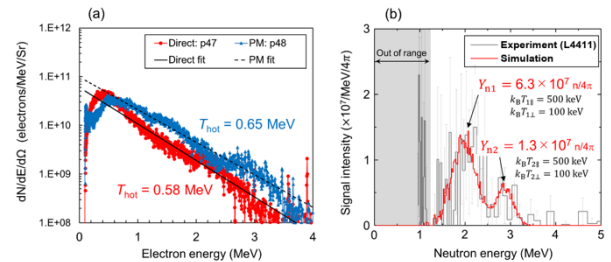 (a)
1.E+12
1.E+11
1.E+10
1.E+09
1.E+08
dN/dE/dΩ (electrons/MeV/Sr)
Direct: p47
PM: p48
Direct fit
PM fit
T_hot = 0.65 MeV
T_hot = 0.58 MeV
0 1 2 3 4
Electron energy (MeV)
(b)
Out of range
Experiment (L4411)
Simulation
Y_n1 = 6.3 × 10⁷ n/4π
k_BT_1∥ = 500 keV
k_BT_1⊥ = 100 keV
Y_n2 = 1.3 × 10⁷ n/4π
k_BT_2∥ = 500 keV
k_BT_2⊥ = 100 keV
Signal intensity (×10⁷/MeV/4π)
3
2
1
0
0 1 2 3 4 5
Neutron energy (MeV)